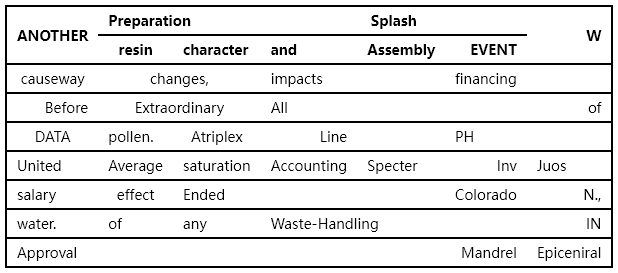 Preparation Splash
ANOTHER W
resin character and Assembly EVENT
causeway changes, impacts financing
Before Extraordinary All of
DATA pollen. Atriplex Line PH
United Average saturation Accounting Specter Inv Juos
salary effect Ended Colorado N.,
water. of any Waste-Handling IN
Approval Mandrel Epiceniral